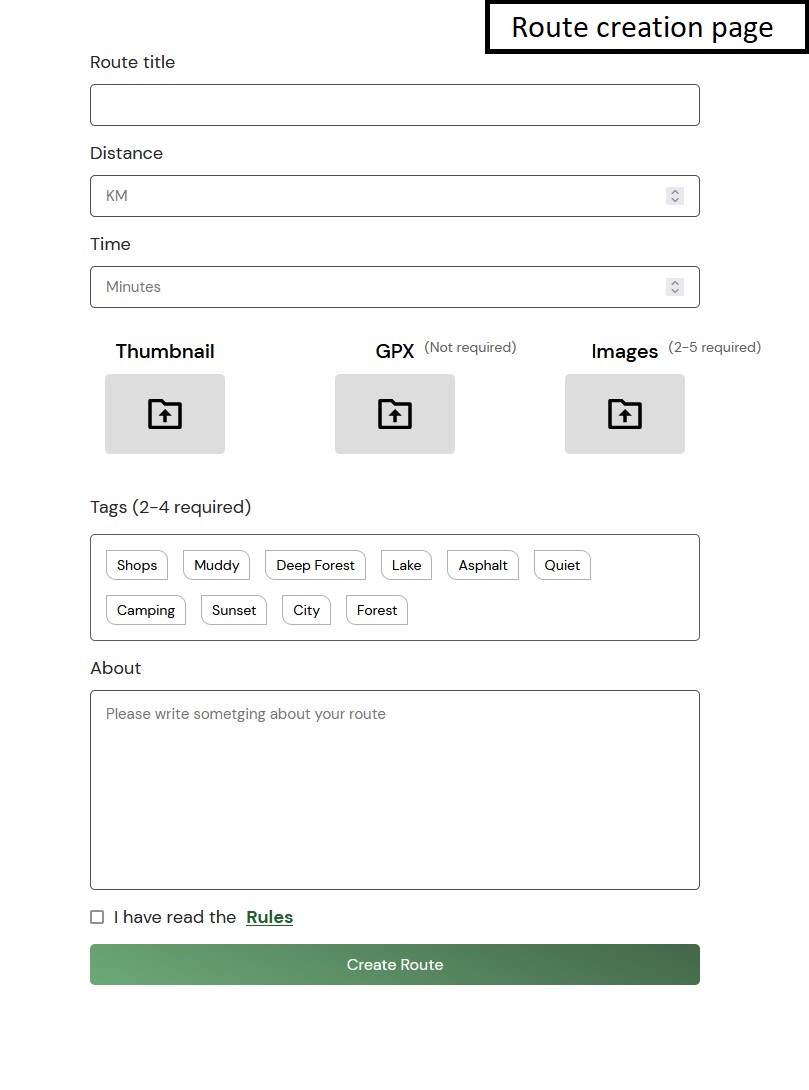 Route creation page
Route title
Distance
KM
Time
Minutes
Thumbnail GPX (Not required) Images (2-5 required)
Tags (2-4 required)
Shops Muddy Deep Forest Lake Asphalt Quiet
Camping Sunset City Forest
About
Please write sometging about your route
I have read the Rules
Create Route